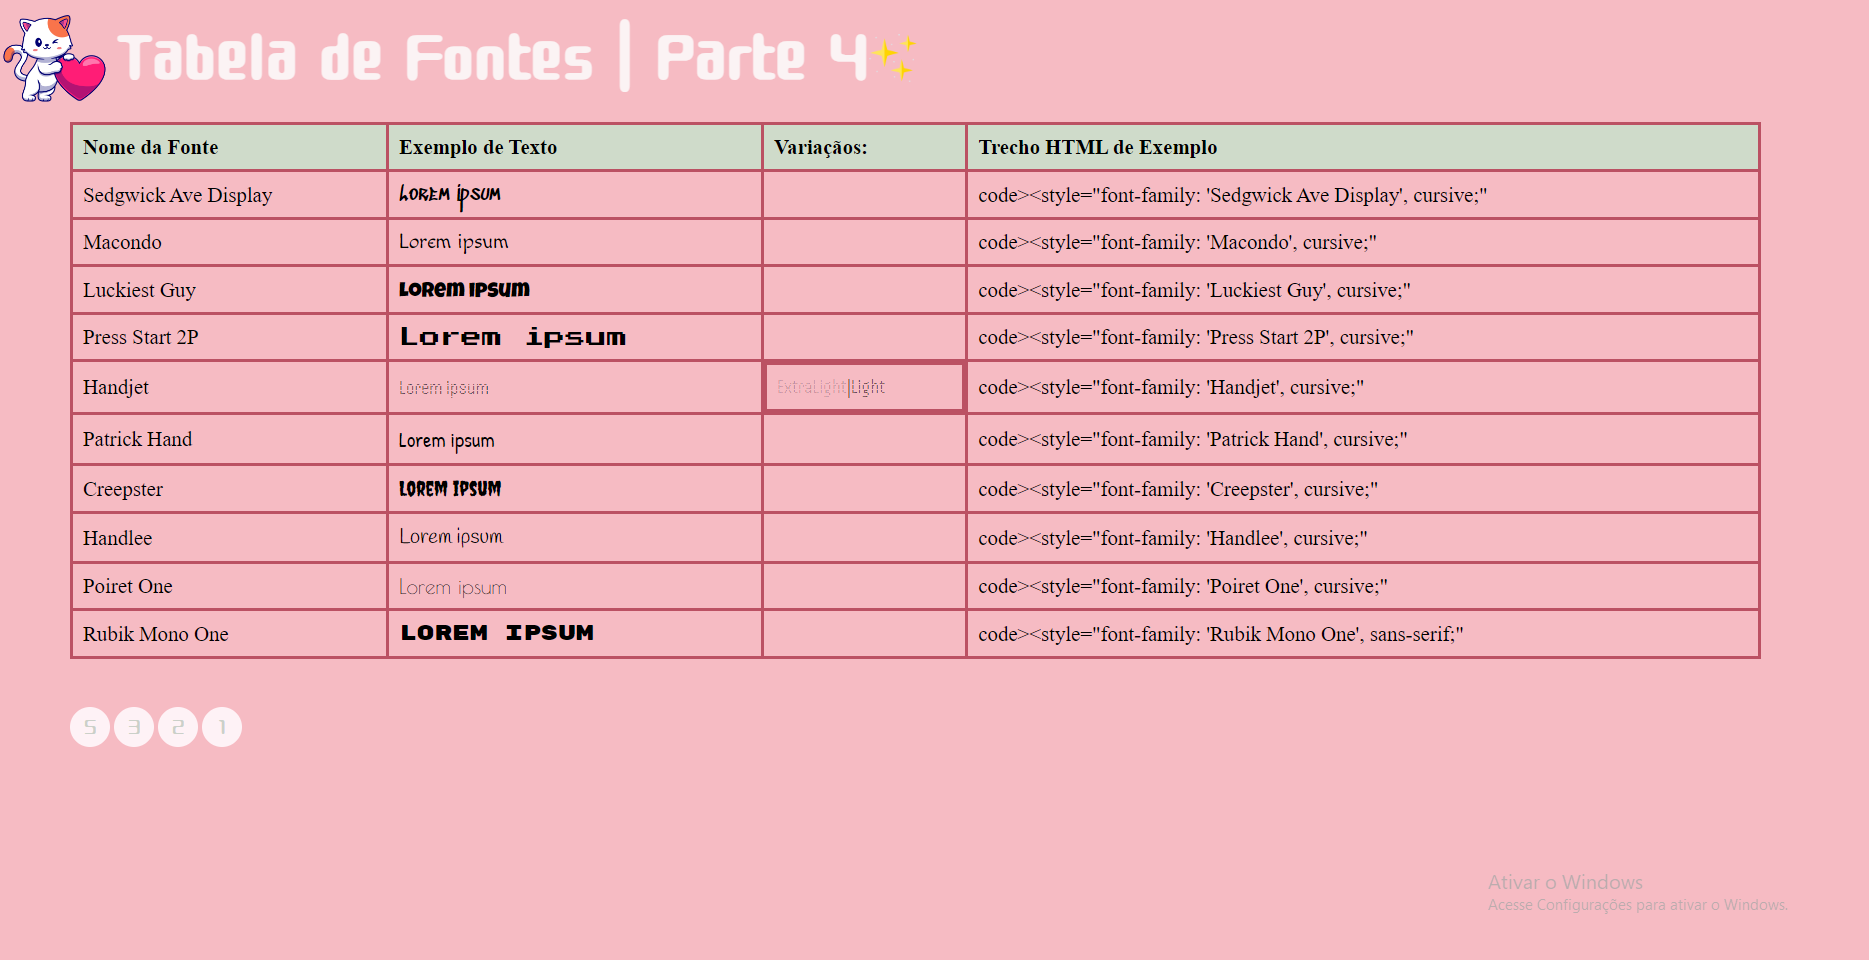 Tabela de Fontes | Parte 4✨
Nome da Fonte Exemplo de Texto Variaçãos: Trecho HTML de Exemplo
Sedgwick Ave Display Lorem ipsum code><style="font-family: 'Sedgwick Ave Display', cursive;"
Macondo Lorem ipsum code><style="font-family: 'Macondo', cursive;"
Luckiest Guy Lorem ipsum code><style="font-family: 'Luckiest Guy', cursive;"
Press Start 2P Lorem ipsum code><style="font-family: 'Press Start 2P', cursive;"
Handjet Lorem ipsum ExtraLight|Light code><style="font-family: 'Handjet', cursive;"
Patrick Hand Lorem ipsum code><style="font-family: 'Patrick Hand', cursive;"
Creepster LOREM IPSUM code><style="font-family: 'Creepster', cursive;"
Handlee Lorem ipsum code><style="font-family: 'Handlee', cursive;"
Poiret One Lorem ipsum code><style="font-family: 'Poiret One', cursive;"
Rubik Mono One LOREM IPSUM code><style="font-family: 'Rubik Mono One', sans-serif;"
5 3 2 1
Ativar o Windows
Acesse Configurações para ativar o Windows.